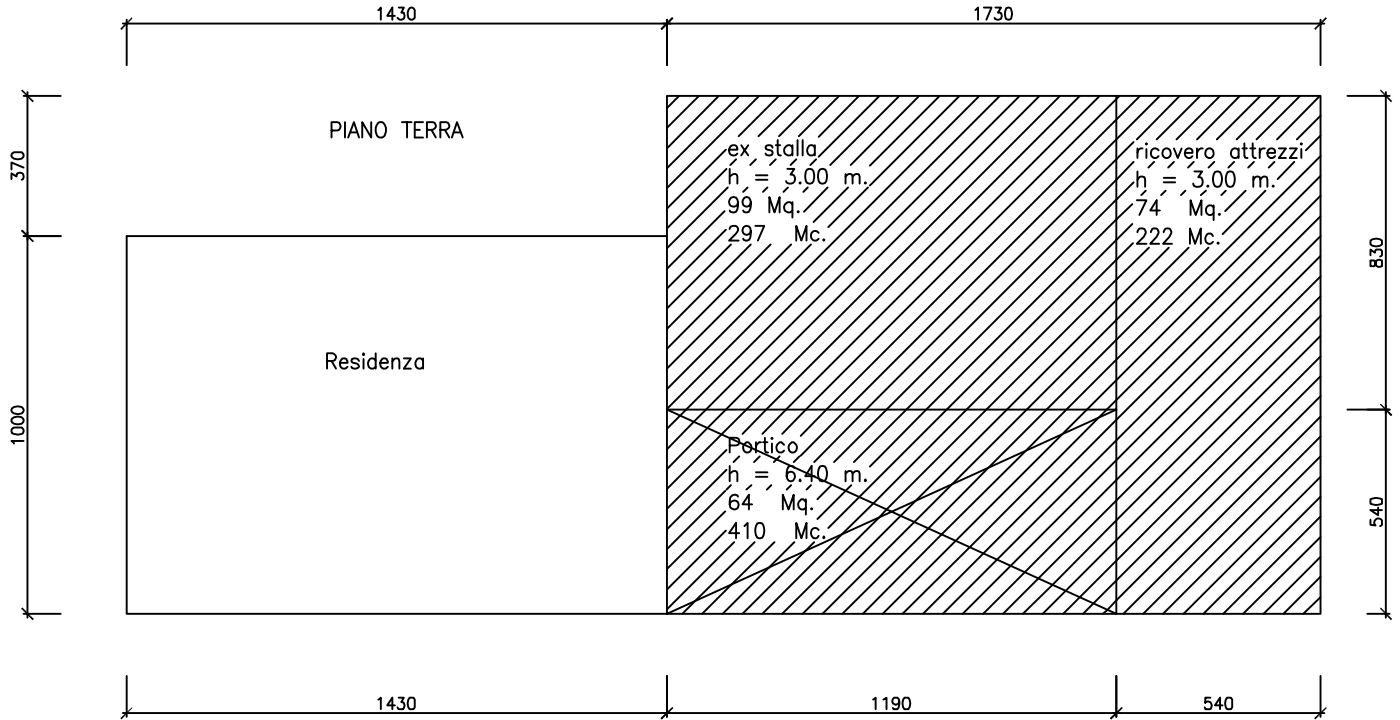 1430
1730
PIANO TERRA
370
ex stalla
h = 3.00 m.
99 Mq.
297 Mc.
ricovero attrezzi
h = 3.00 m.
74 Mq.
222 Mc.
830
Residenza
1000
Portico
h = 6.40 m.
64 Mq.
410 Mc.
540
1430
1190
540